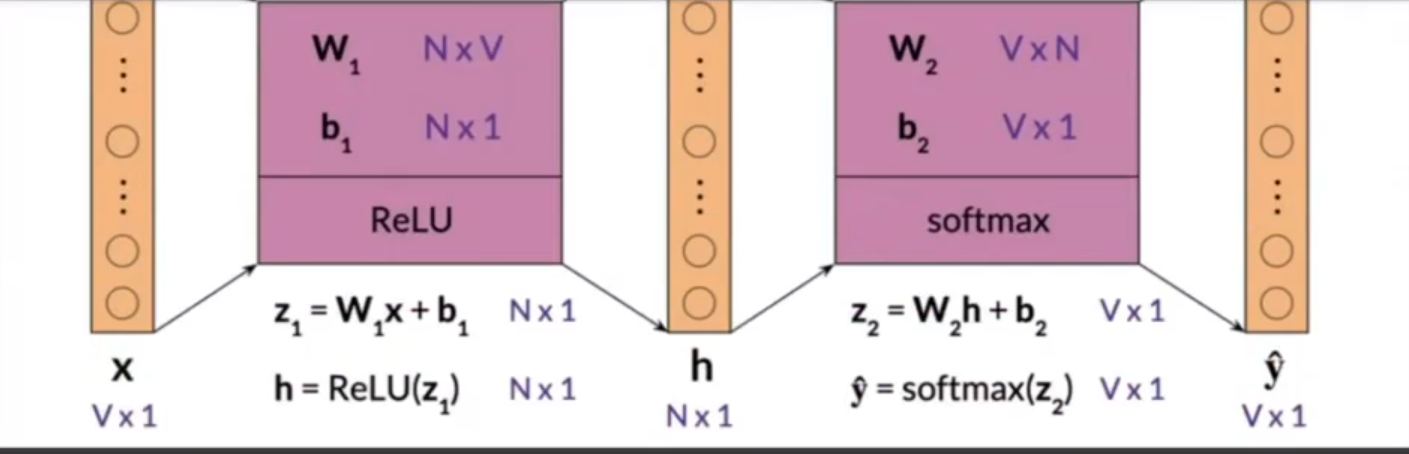 W₁ N x V
b₁ N x 1
ReLU
z₁ = W₁x + b₁ N x 1
h = ReLU(z₁) N x 1
x
V x 1
h
N x 1
W₂ V x N
b₂ V x 1
softmax
z₂ = W₂h + b₂ V x 1
ŷ = softmax(z₂) V x 1
ŷ
V x 1